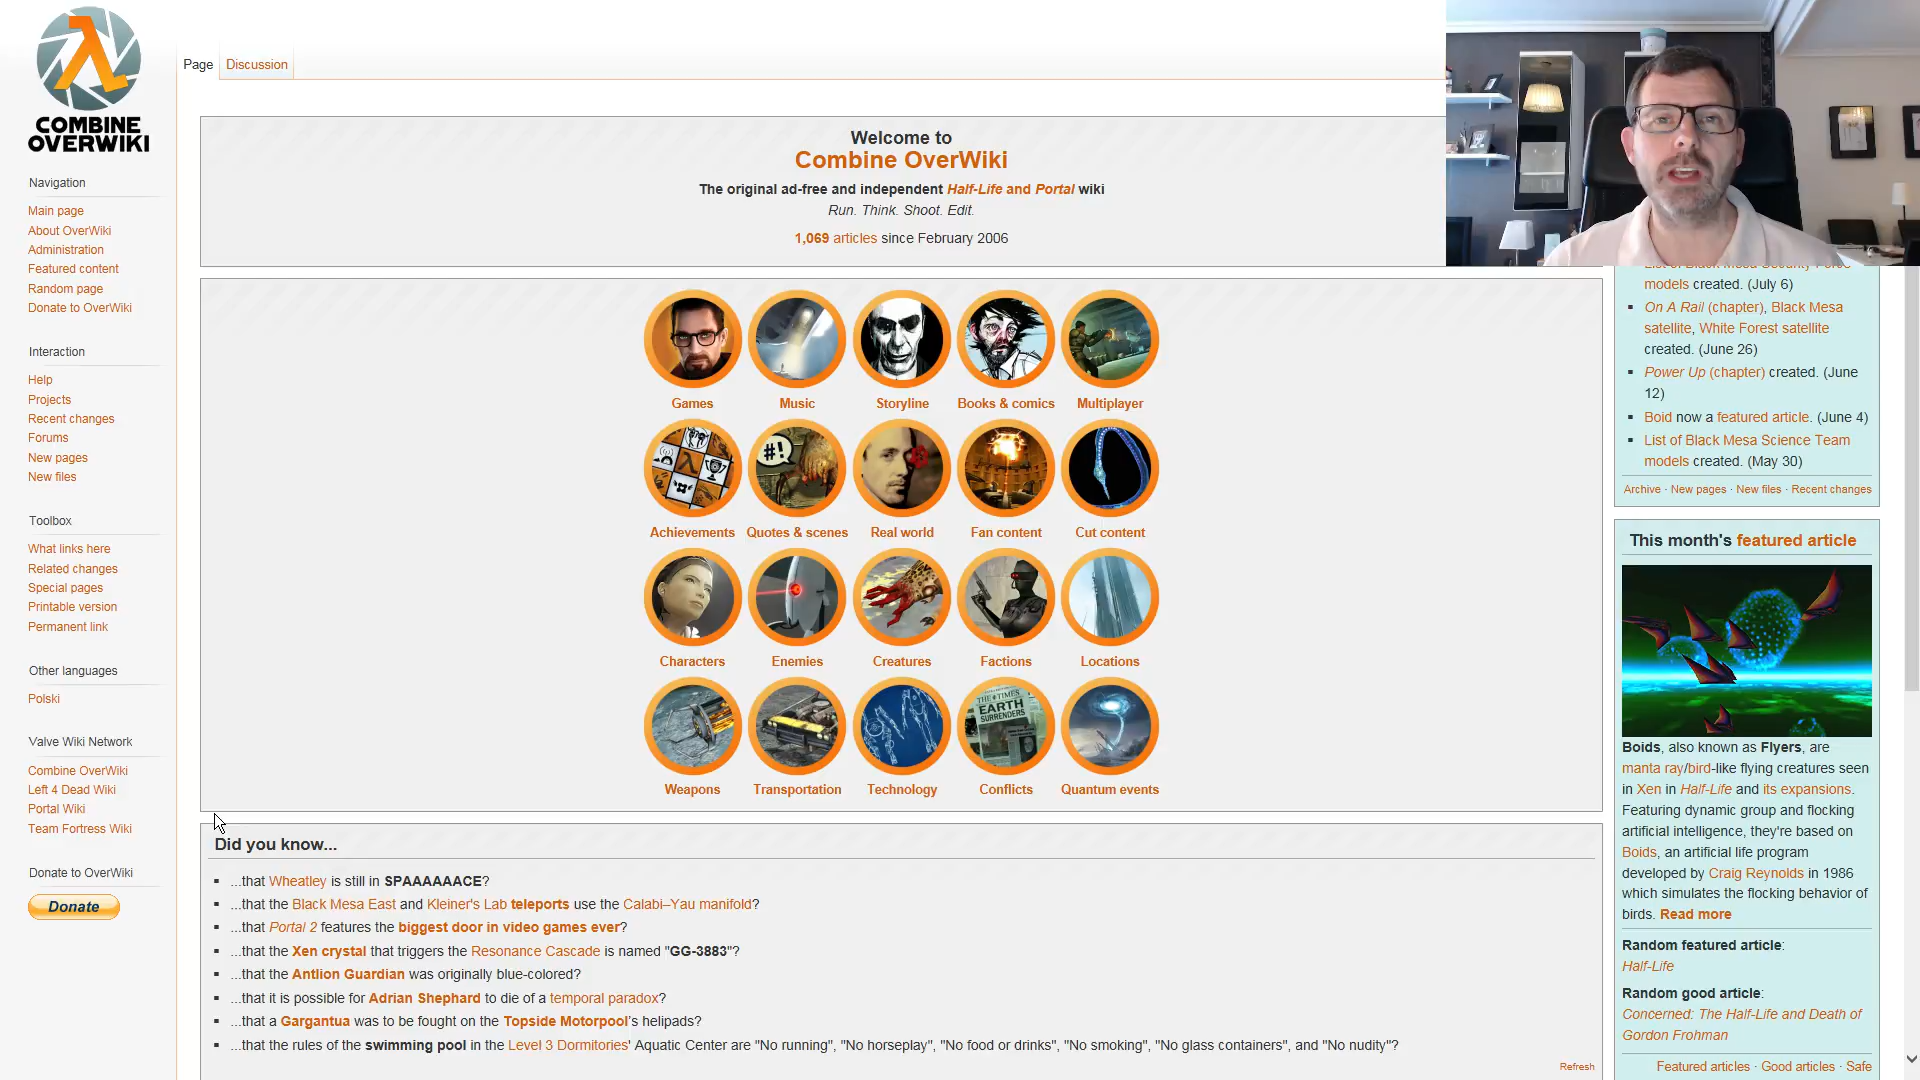 COMBINE
OVERWIKI
Page
Discussion
Navigation
Main page
About OverWiki
Administration
Featured content
Random page
Donate to OverWiki
Interaction
Help
Projects
Recent changes
Forums
New pages
New files
Toolbox
What links here
Related changes
Special pages
Printable version
Permanent link
Other languages
Polski
Valve Wiki Network
Combine OverWiki
Left 4 Dead Wiki
Portal Wiki
Team Fortress Wiki
Donate to OverWiki
Donate
Welcome to
Combine OverWiki
The original ad-free and independent Half-Life and Portal wiki
Run. Think. Shoot. Edit.
1,069 articles since February 2006
Games Music Storyline Books & comics Multiplayer
#!
Achievements Quotes & scenes Real world Fan content Cut content
Characters Enemies Creatures Factions Locations
THE TIMES
EARTH
SURRENDERS
Weapons Transportation Technology Conflicts Quantum events
Did you know...
...that Wheatley is still in SPAAAAAACE?
...that the Black Mesa East and Kleiner's Lab teleports use the Calabi–Yau manifold?
...that Portal 2 features the biggest door in video games ever?
...that the Xen crystal that triggers the Resonance Cascade is named "GG-3883"?
...that the Antlion Guardian was originally blue-colored?
...that it is possible for Adrian Shephard to die of a temporal paradox?
...that a Gargantua was to be fought on the Topside Motorpool's helipads?
...that the rules of the swimming pool in the Level 3 Dormitories' Aquatic Center are "No running", "No horseplay", "No food or drinks", "No smoking", "No glass containers", and "No nudity"?
Refresh
List of Black Mesa Security Force
models created. (July 6)
On A Rail (chapter), Black Mesa
satellite, White Forest satellite
created. (June 26)
Power Up (chapter) created. (June
12)
Boid now a featured article. (June 4)
List of Black Mesa Science Team
models created. (May 30)
Archive · New pages · New files · Recent changes
This month's featured article
Boids, also known as Flyers, are
manta ray/bird-like flying creatures seen
in Xen in Half-Life and its expansions.
Featuring dynamic group and flocking
artificial intelligence, they're based on
Boids, an artificial life program
developed by Craig Reynolds in 1986
which simulates the flocking behavior of
birds. Read more
Random featured article:
Half-Life
Random good article:
Concerned: The Half-Life and Death of
Gordon Frohman
Featured articles · Good articles · Safe